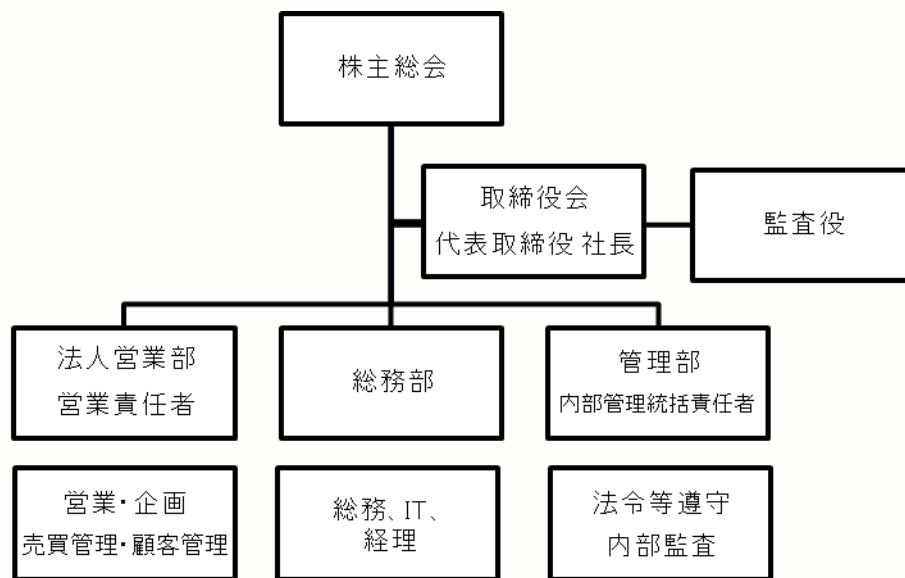 株主総会
取締役会
代表取締役 社長
監査役
法人営業部
営業責任者
総務部
管理部
内部管理統括責任者
営業・企画
売買管理・顧客管理
総務、IT、
経理
法令等遵守
内部監査